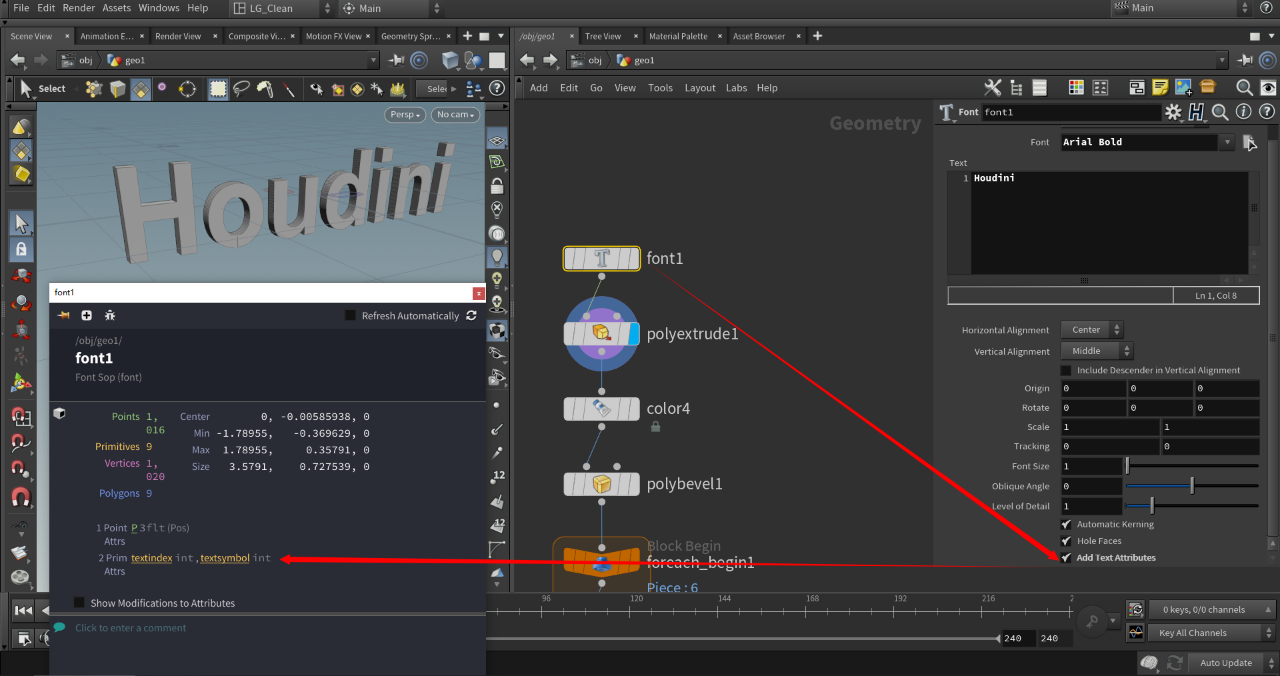 File Edit Render Assets Windows Help LG_Clean Main Main
Scene View × Animation E... × Render View × Composite Vi... × Motion FX View × Geometry Spr... ×
/obj/geo1 × Tree View × Material Palette × Asset Browser ×
obj geo1
obj geo1
Select Selec
Add Edit Go View Tools Layout Labs Help
Persp No cam
Houdini
Geometry
font1
polyextrude1
color4
polybevel1
Block Begin
foreach_begin1
Piece : 6
Font font1
Font Arial Bold
Text
1 Houdini
Ln 1, Col 8
Horizontal Alignment Center
Vertical Alignment Middle
Include Descender in Vertical Alignment
Origin 0 0 0
Rotate 0 0 0
Scale 1 1
Tracking 0 0
Font Size 1
Oblique Angle 0
Level of Detail 1
Automatic Kerning
Hole Faces
Add Text Attributes
font1
Refresh Automatically
/obj/geo1/
font1
Font Sop (font)
Points 1,
016
Primitives 9
Vertices 1,
020
Polygons 9
Center 0, -0.00585938, 0
Min -1.78955, -0.369629, 0
Max 1.78955, 0.35791, 0
Size 3.5791, 0.727539, 0
1 Point P 3flt (Pos)
Attrs
2 Prim textindex int , textsymbol int
Attrs
Show Modifications to Attributes
Click to enter a comment
12
12
96 120 144 168 192 216 2
240 240
0 keys, 0/0 channels
Key All Channels
Auto Update